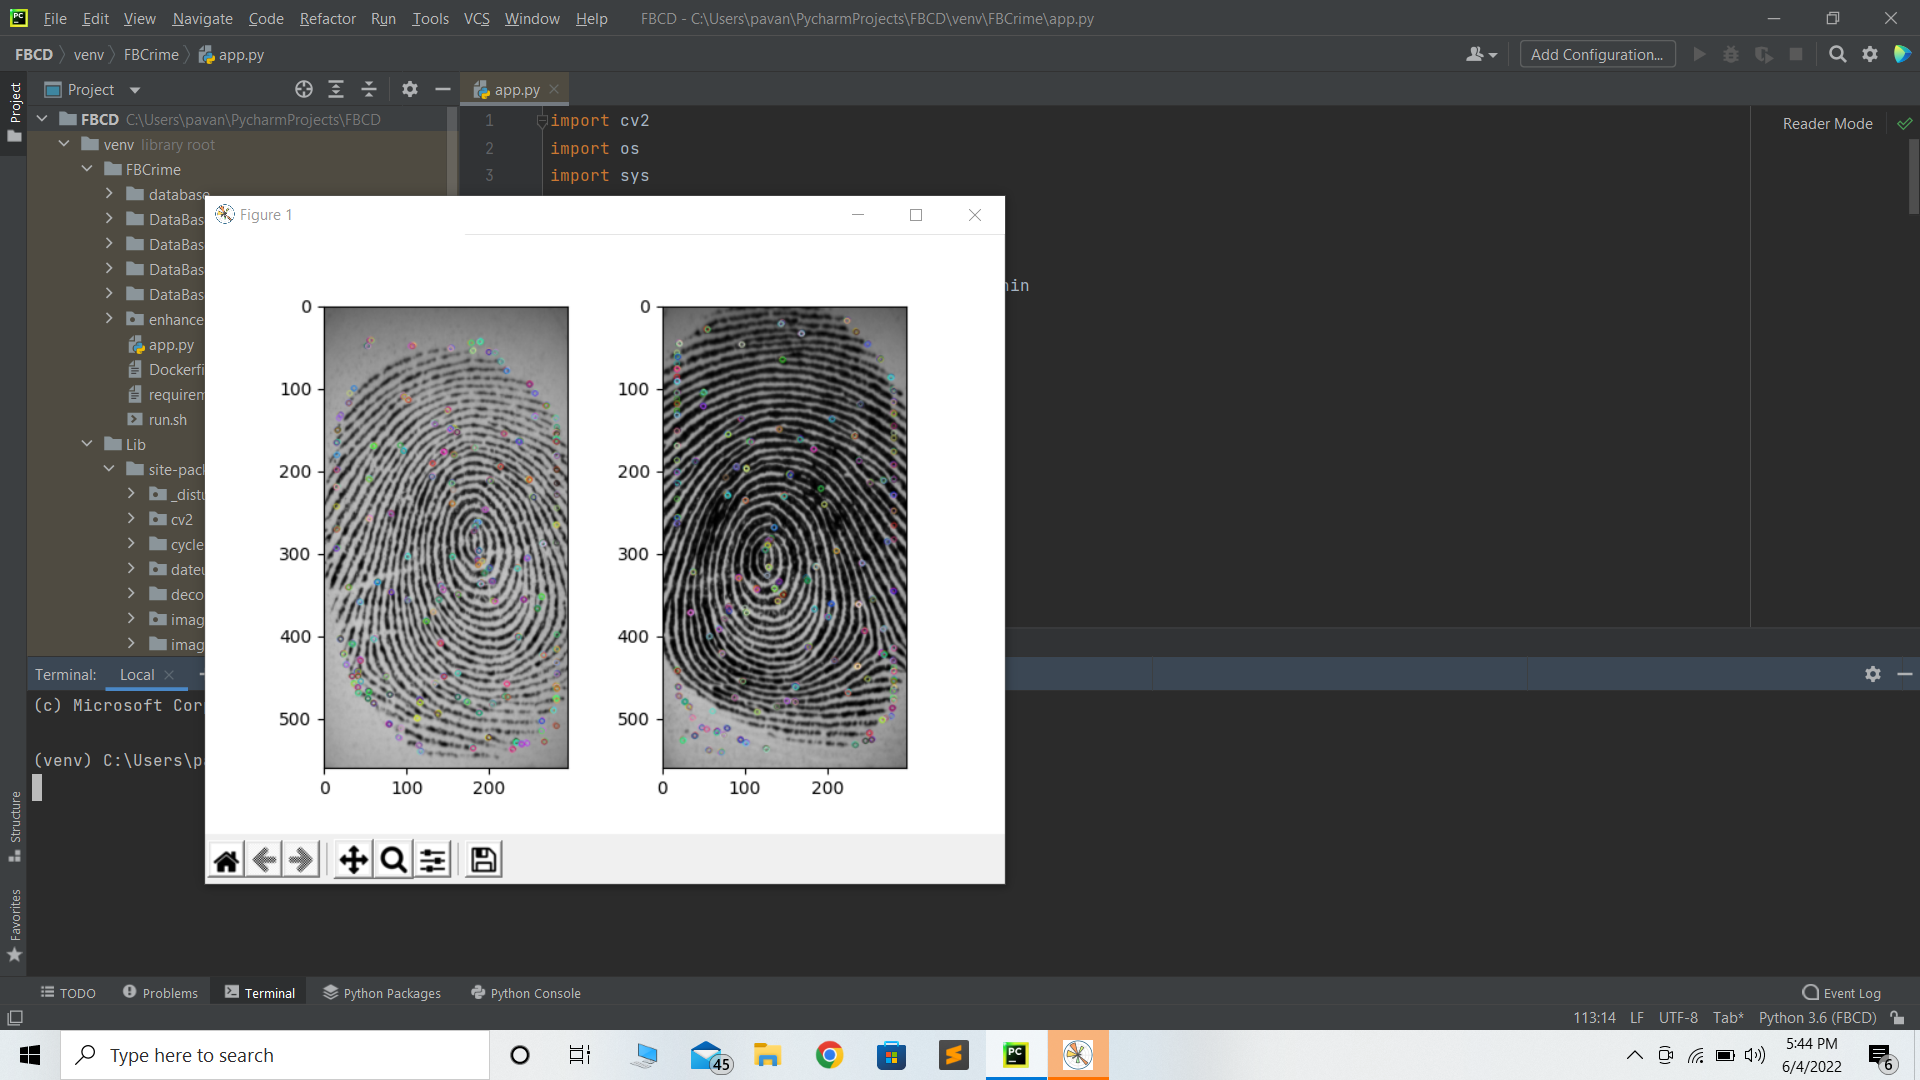 PC File Edit View Navigate Code Refactor Run Tools VCS Window Help FBCD - C:\Users\pavan\PycharmProjects\FBCD\venv\FBCrime\app.py
FBCD venv FBCrime app.py Add Configuration...
Project
Project
app.py
Reader Mode
FBCD C:\Users\pavan\PycharmProjects\FBCD
venv library root
FBCrime
database
DataBas
DataBas
DataBas
DataBas
enhance
app.py
Dockerfi
requirem
run.sh
Lib
site-pack
_distu
cv2
cycle
dateu
deco
imag
imag
1 import cv2
2 import os
3 import sys
in
Figure 1
0
100
200
300
400
500
0 100 200
0
100
200
300
400
500
0 100 200
Terminal: Local
(c) Microsoft Corp
(venv) C:\Users\pa
Structure
Favorites
TODO Problems Terminal Python Packages Python Console Event Log
113:14 LF UTF-8 Tab* Python 3.6 (FBCD)
Type here to search
45
PC
5:44 PM
6/4/2022
6